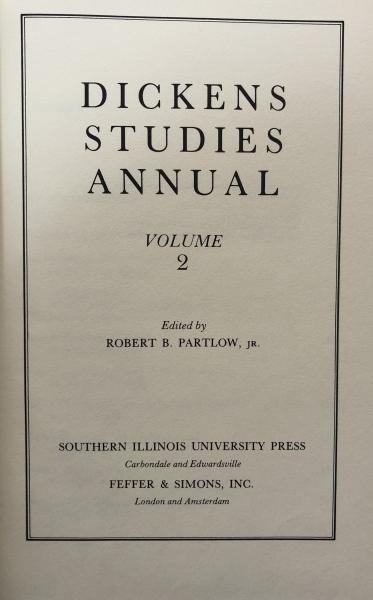 DICKENS
STUDIES
ANNUAL
VOLUME
2
Edited by
ROBERT B. PARTLOW, JR.
SOUTHERN ILLINOIS UNIVERSITY PRESS
Carbondale and Edwardsville
FEFFER & SIMONS, INC.
London and Amsterdam